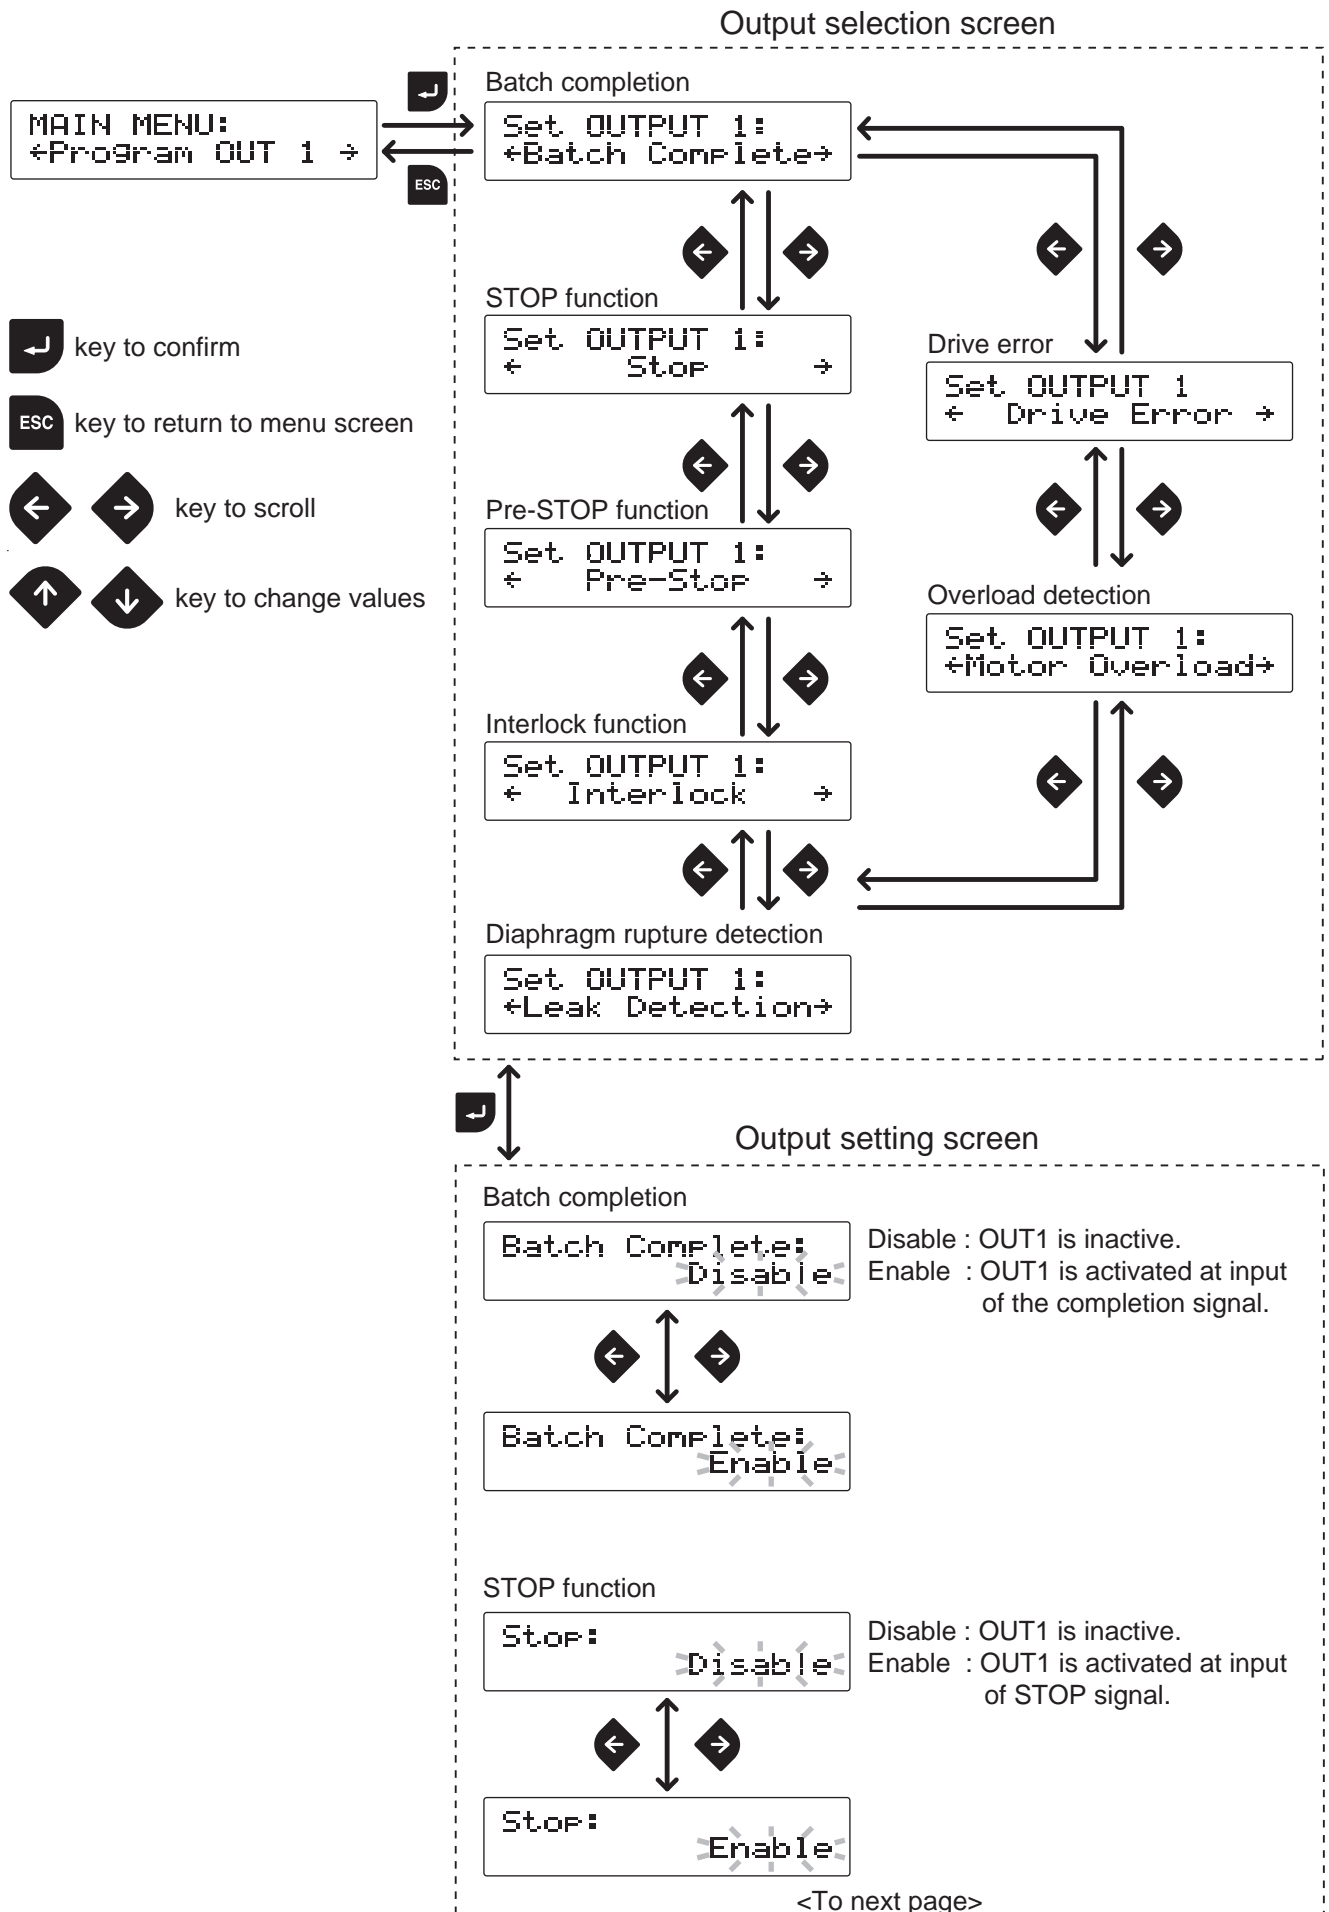 Output selection screen
Batch completion
MAIN MENU:
←Program OUT 1 →
ESC
Set OUTPUT 1:
←Batch Complete→
STOP function
Set OUTPUT 1:
← Stop →
key to confirm
ESC key to return to menu screen
key to scroll
key to change values
Drive error
Set OUTPUT 1
← Drive Error →
Pre-STOP function
Set OUTPUT 1:
← Pre-Stop →
Overload detection
Set OUTPUT 1:
←Motor Overload→
Interlock function
Set OUTPUT 1:
← Interlock →
Diaphragm rupture detection
Set OUTPUT 1:
←Leak Detection→
Output setting screen
Batch completion
Batch Complete:
Disable
Disable : OUT1 is inactive.
Enable : OUT1 is activated at input
of the completion signal.
Batch Complete:
Enable
STOP function
Stop:
Disable
Disable : OUT1 is inactive.
Enable : OUT1 is activated at input
of STOP signal.
Stop:
Enable
<To next page>